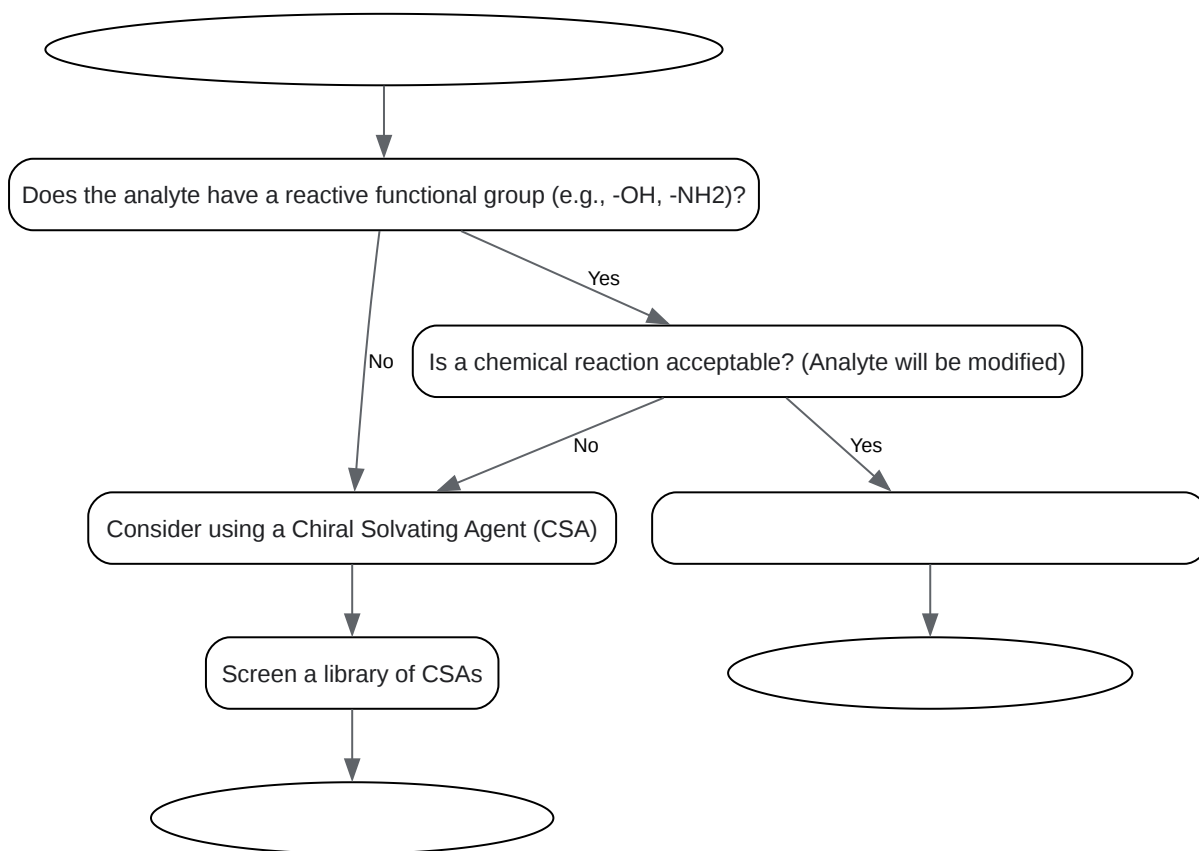 Does the analyte have a reactive functional group (e.g., -OH, -NH2)?
Yes
No
Is a chemical reaction acceptable? (Analyte will be modified)
No
Yes
Consider using a Chiral Solvating Agent (CSA)
Screen a library of CSAs